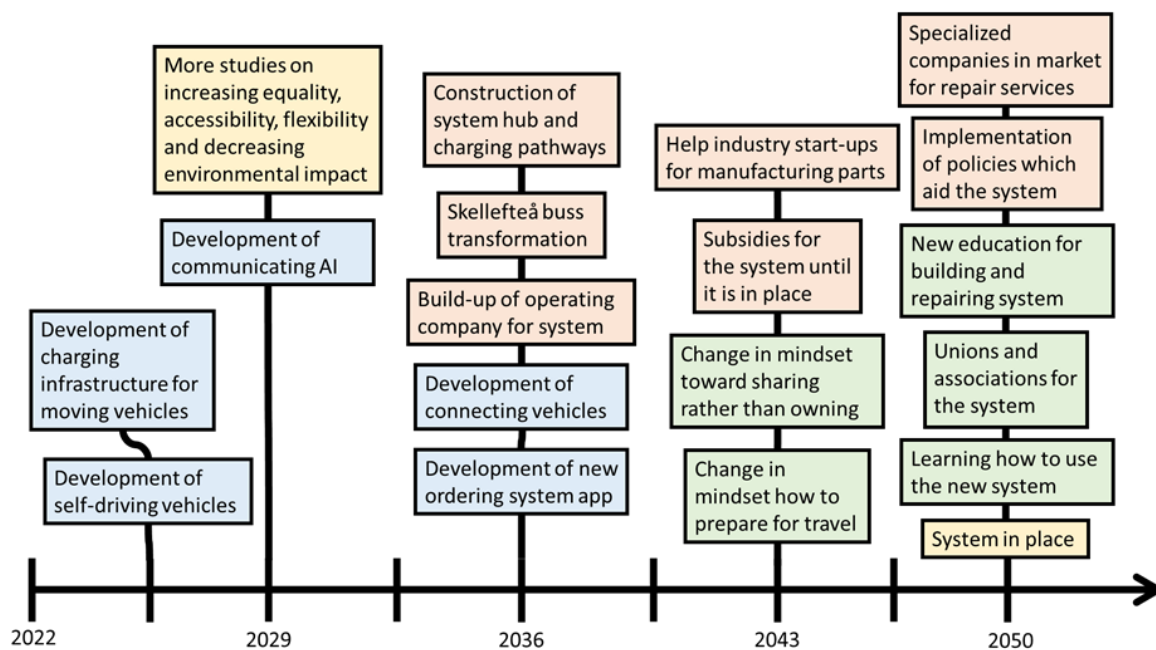 More studies on
increasing equality,
accessibility, flexibility
and decreasing
environmental impact
Development of
communicating AI
Development of
charging
infrastructure for
moving vehicles
Development of
self-driving vehicles
Construction of
system hub and
charging pathways
Skellefteå buss
transformation
Build-up of operating
company for system
Development of
connecting vehicles
Development of new
ordering system app
Help industry start-ups
for manufacturing parts
Subsidies for
the system until
it is in place
Change in mindset
toward sharing
rather than owning
Change in
mindset how to
prepare for travel
Specialized
companies in market
for repair services
Implementation
of policies which
aid the system
New education for
building and
repairing system
Unions and
associations for
the system
Learning how to use
the new system
System in place
2022
2029
2036
2043
2050